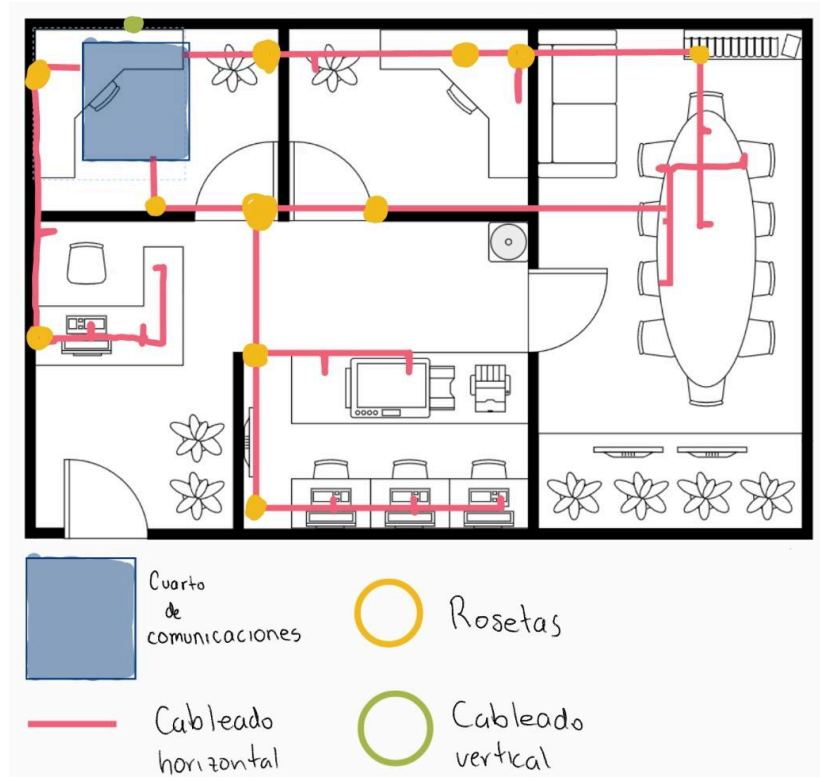 Cuarto
de
comunicaciones
Rosetas
Cableado
horizontal
Cableado
vertical